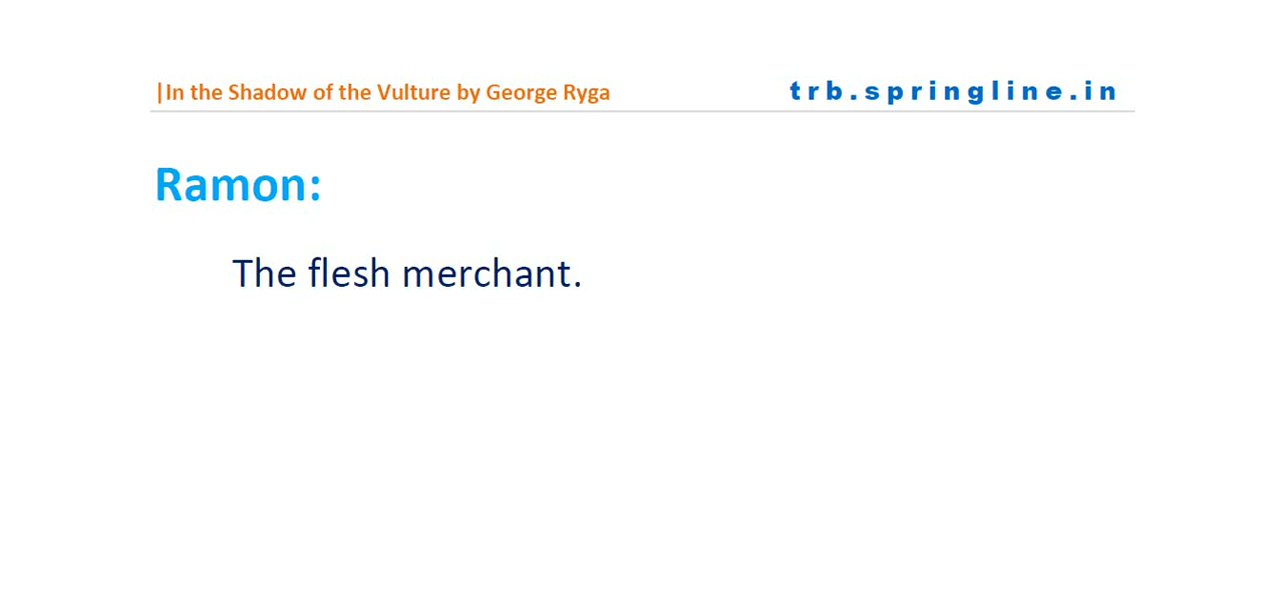 |In the Shadow of the Vulture by George Ryga trb.springline.in
Ramon:
The flesh merchant.